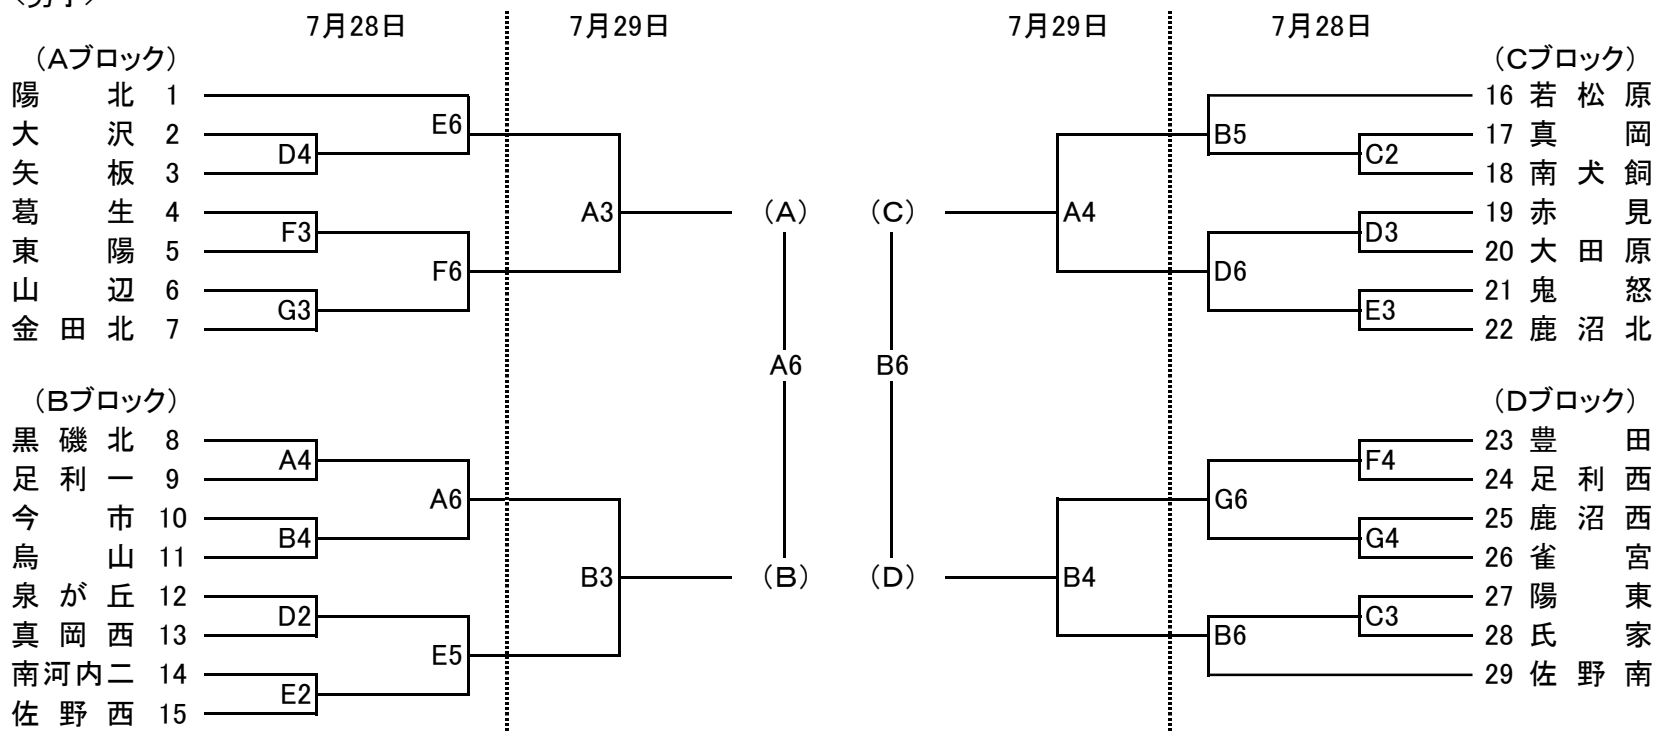 7月28日 7月29日 7月29日 7月28日
（Aブロック） （Cブロック）
陽北 1 16 若松原
E6 B5
大沢 2 17 真岡
D4 C2
矢板 3 18 南犬飼
葛生 4 A3 （A） （C） A4 19 赤見
F3 D3
東陽 5 20 大田原
F6 D6
山辺 6 21 鬼怒
G3 E3
金田北 7 22 鹿沼北
A6 B6
（Bブロック） （Dブロック）
黒磯北 8 23 豊田
A4 F4
足利一 9 24 足利西
A6 G6
今市 10 25 鹿沼西
B4 G4
烏山 11 26 雀宮
B3 （B） （D） B4
泉が丘 12 27 陽東
D2 C3
真岡西 13 28 氏家
E5 B6
南河内二 14 29 佐野南
E2
佐野西 15